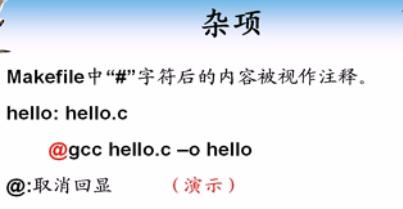 杂项
Makefile中“#”字符后的内容被视作注释。
hello: hello.c
@gcc hello.c –o hello
@:取消回显 （演示）